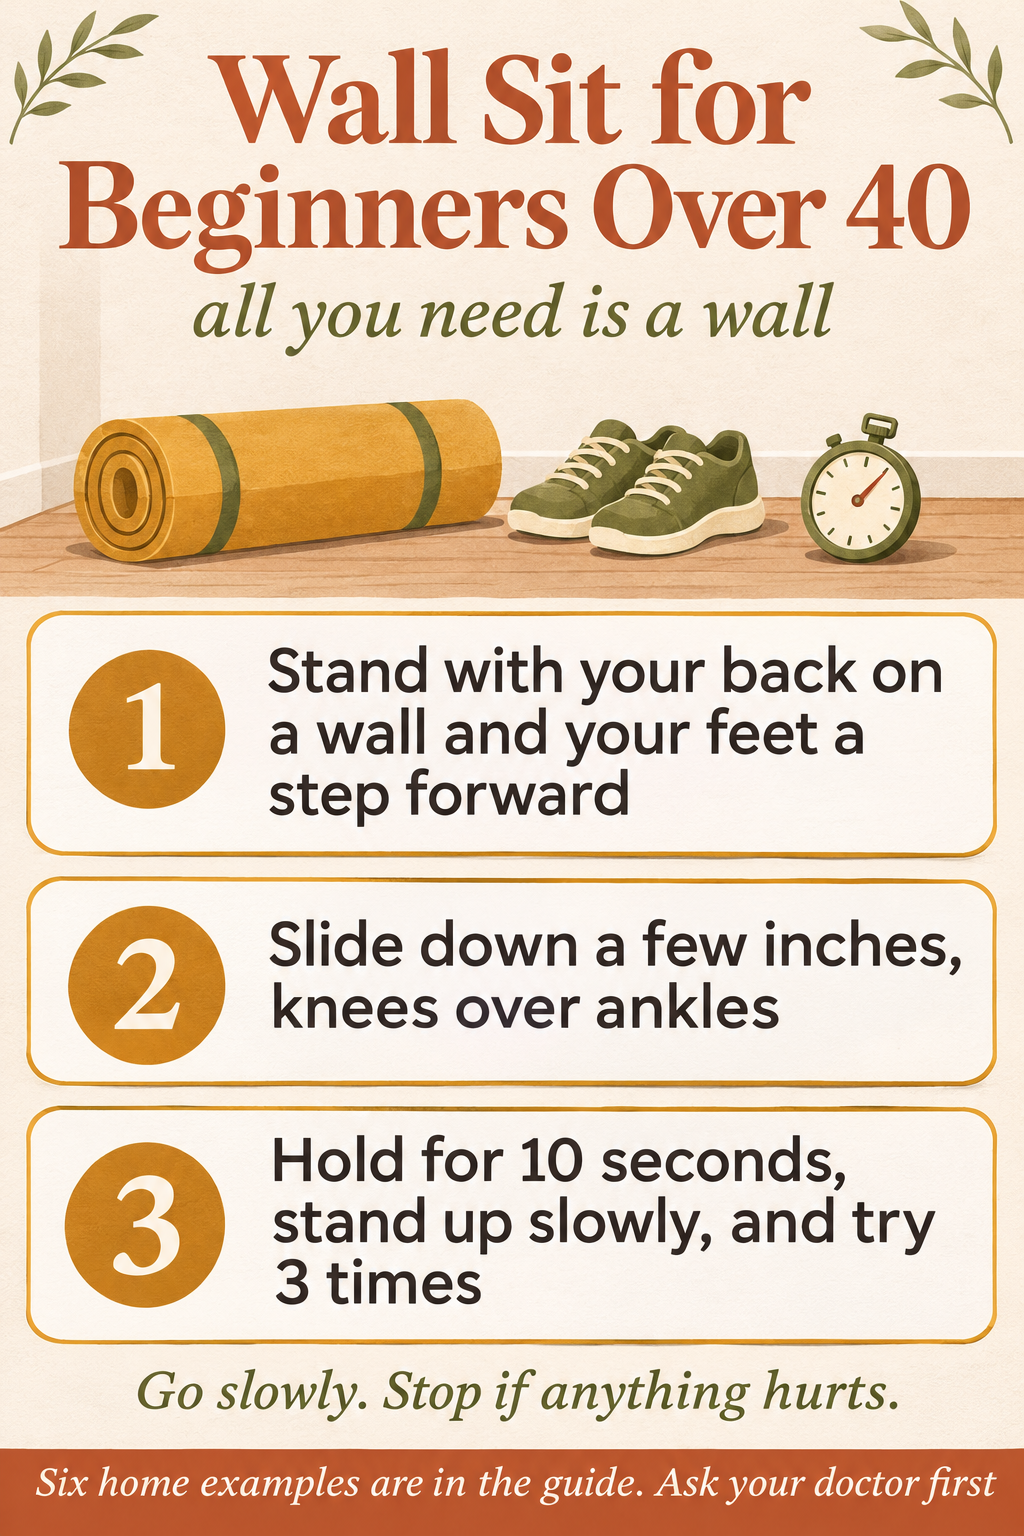 Wall Sit for
Beginners Over 40
all you need is a wall
1
Stand with your back on
a wall and your feet a
step forward
2
Slide down a few inches,
knees over ankles
3
Hold for 10 seconds,
stand up slowly, and try
3 times
Go slowly. Stop if anything hurts.
Six home examples are in the guide. Ask your doctor first